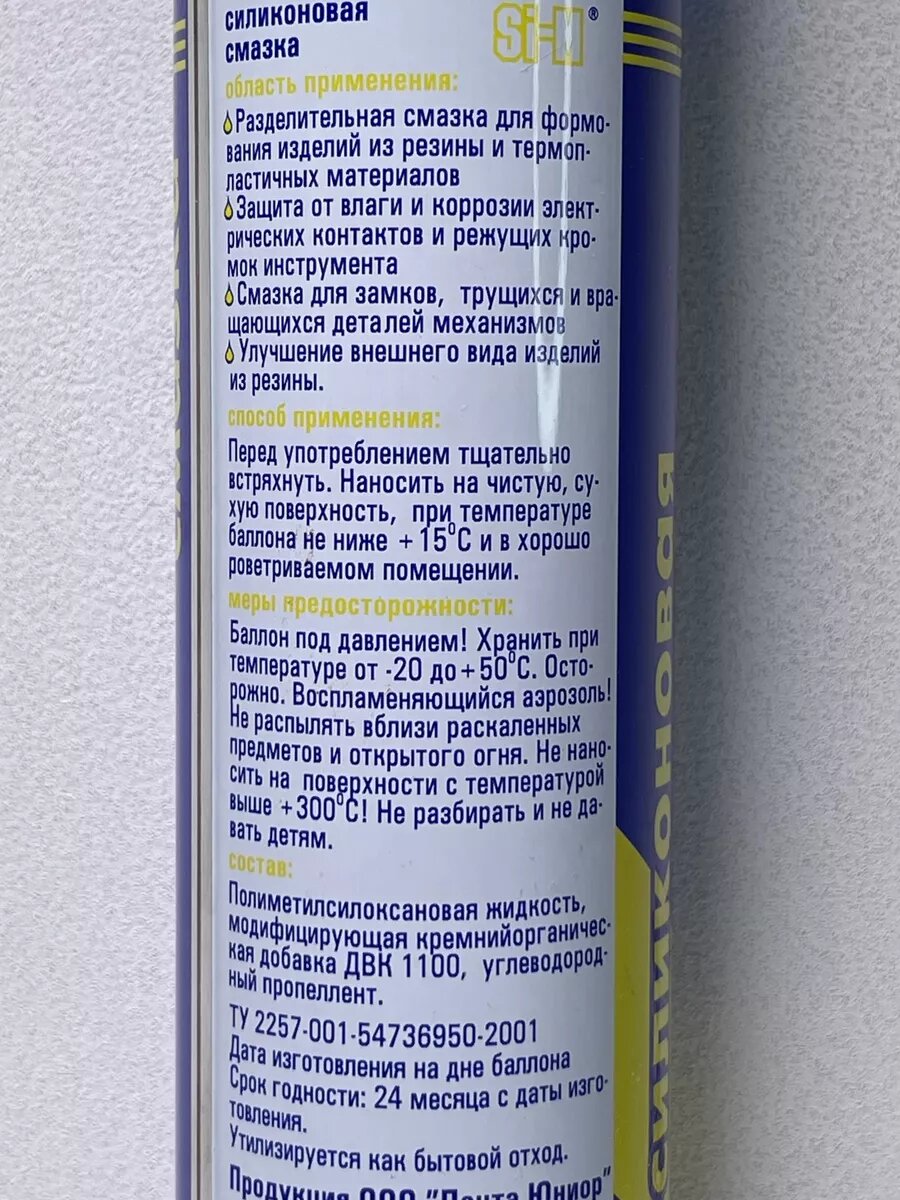 силиконовая
смазка
Si-M®
область применения:
Разделительная смазка для формо-
вания изделий из резины и термоп-
ластичных материалов
Защита от влаги и коррозии элект-
рических контактов и режущих кро-
мок инструмента
Смазка для замков, трущихся и вра-
щающихся деталей механизмов
Улучшение внешнего вида изделий
из резины.
способ применения:
Перед употреблением тщательно
встряхнуть. Наносить на чистую, су-
хую поверхность, при температуре
баллона не ниже +15°С и в хорошо
роветриваемом помещении.
меры предосторожности:
Баллон под давлением! Хранить при
температуре от -20 до+50°С. Осто-
рожно. Воспламеняющийся аэрозоль!
Не распылять вблизи раскаленных
предметов и открытого огня. Не нано-
сить на поверхности с температурой
выше +300°С! Не разбирать и не да-
вать детям.
состав:
Полиметилсилоксановая жидкость,
модифицирующая кремнийорганичес-
кая добавка ДВК 1100, углеводород-
ный пропеллент.
ТУ 2257-001-54736950-2001
Дата изготовления на дне баллона
Срок годности: 24 месяца с даты изго-
товления.
Утилизируется как бытовой отход.
Продукция ООО "Пента Юниор"
силиконовая